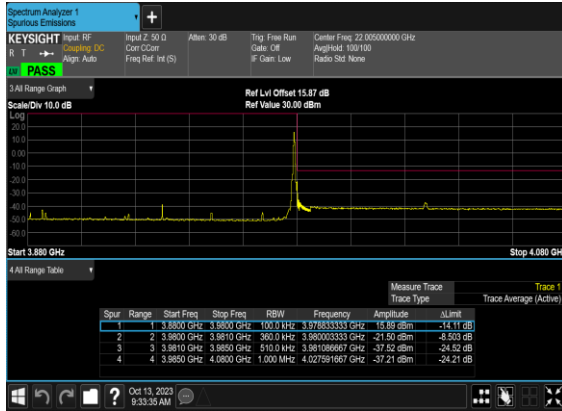 Spectrum Analyzer 1
Spurious Emissions
+
KEYSIGHT Input: RF Input Z: 50 Ω Atten: 30 dB Trig: Free Run Center Freq: 22.005000000 GHz
R T Coupling: DC Corr CCorr Gate: Off Avg|Hold: 100/100
Align: Auto Freq Ref: Int (S) IF Gain: Low Radio Std: None
PASS
3 All Range Graph
Ref Lvl Offset 15.87 dB
Scale/Div 10.0 dB Ref Value 30.00 dBm
Log
20.0
10.0
0.00
-10.0
-20.0
-30.0
-40.0
-50.0
-60.0
Start 3.880 GHz Stop 4.080 GH
4 All Range Table
Measure Trace Trace 1
Trace Type Trace Average (Active)
Spur Range Start Freq Stop Freq RBW Frequency Amplitude ΔLimit
1 1 3.8800 GHz 3.9800 GHz 100.0 kHz 3.978833333 GHz 15.89 dBm -14.11 dB
2 2 3.9800 GHz 3.9810 GHz 360.0 kHz 3.980003333 GHz -21.50 dBm -8.503 dB
3 3 3.9810 GHz 3.9850 GHz 510.0 kHz 3.981086667 GHz -37.52 dBm -24.52 dB
4 4 3.9850 GHz 4.0800 GHz 1.000 MHz 4.027591667 GHz -37.21 dBm -24.21 dB
? Oct 13, 2023
9:33:35 AM